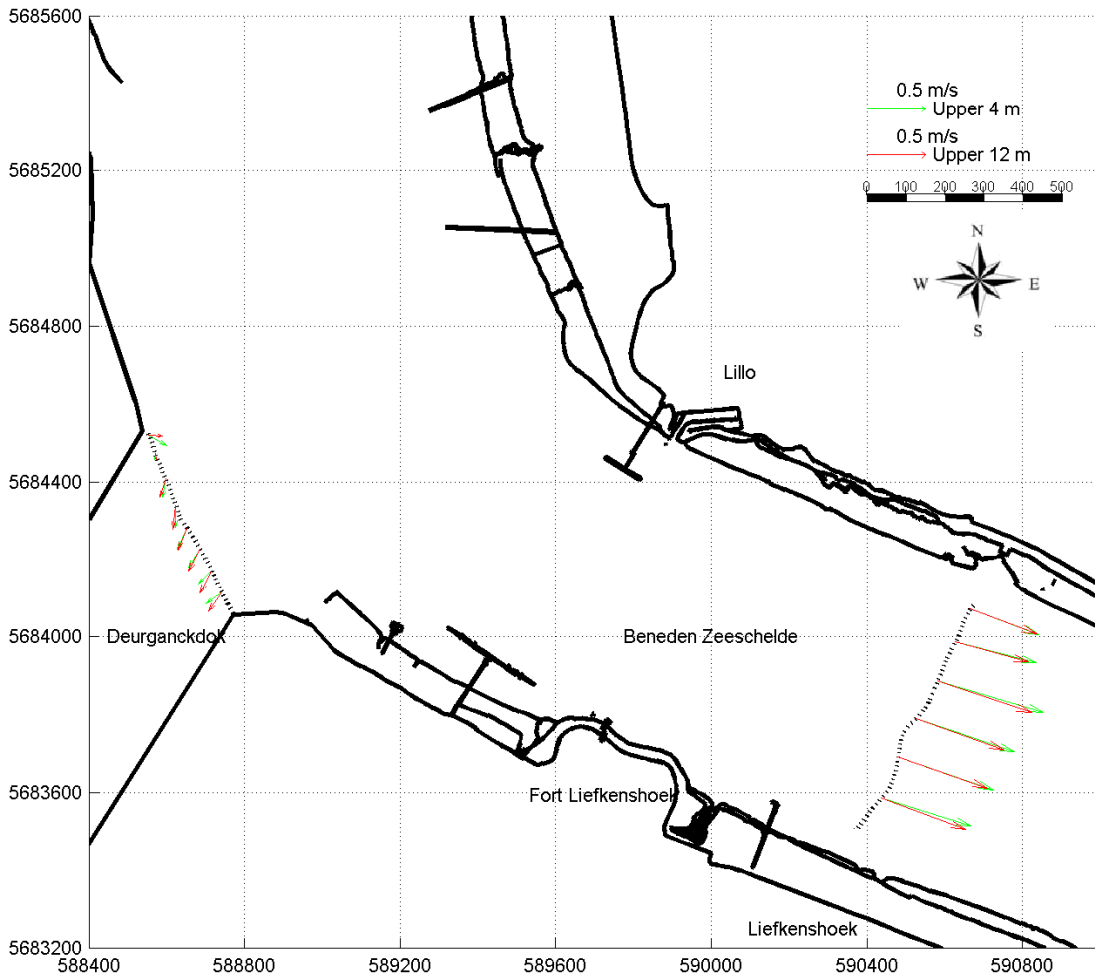 5685600
0.5 m/s
Upper 4 m
0.5 m/s
Upper 12 m
5685200
0 100 200 300 400 500
N
W E
S
5684800
Lillo
5684400
5684000
Deurganckdok
Beneden Zeeschelde
5683600
Fort Liefkenshoek
Liefkenshoek
5683200
588400 588800 589200 589600 590000 590400 590800